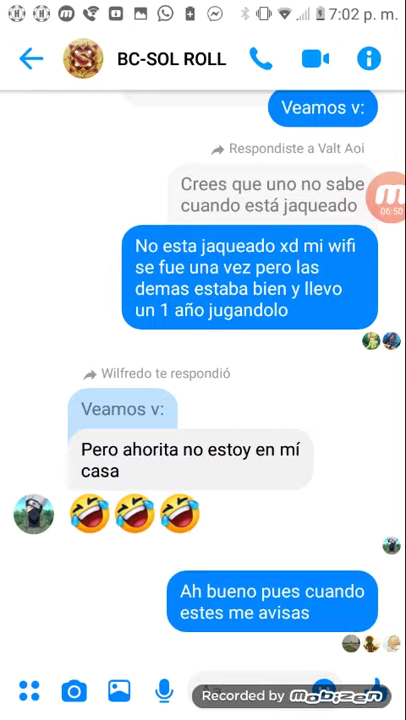 7:02 p. m.
BC-SOL ROLL
Veamos v:
Respondiste a Valt Aoi
Crees que uno no sabe
cuando está jaqueado
06:50
No esta jaqueado xd mi wifi
se fue una vez pero las
demas estaba bien y llevo
un 1 año jugandolo
Wilfredo te respondió
Veamos v:
Pero ahorita no estoy en mí
casa
Ah bueno pues cuando
estes me avisas
Aa
Recorded by mobizen